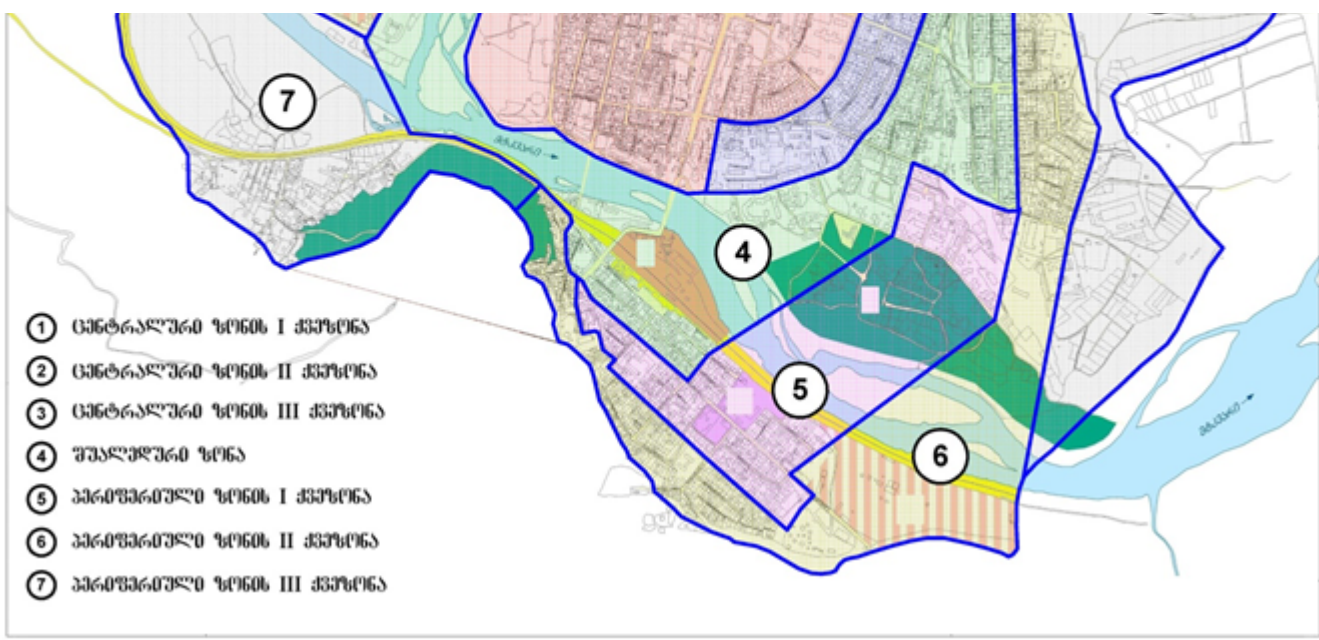 7
მტკვარი
4
1 ცენტრალური ზონის I ქვეზონა
2 ცენტრალური ზონის II ქვეზონა
3 ცენტრალური ზონის III ქვეზონა
4 შუალედური ზონა
5 პერიფერიული ზონის I ქვეზონა
6 პერიფერიული ზონის II ქვეზონა
7 პერიფერიული ზონის III ქვეზონა
5
მტკვარი
6